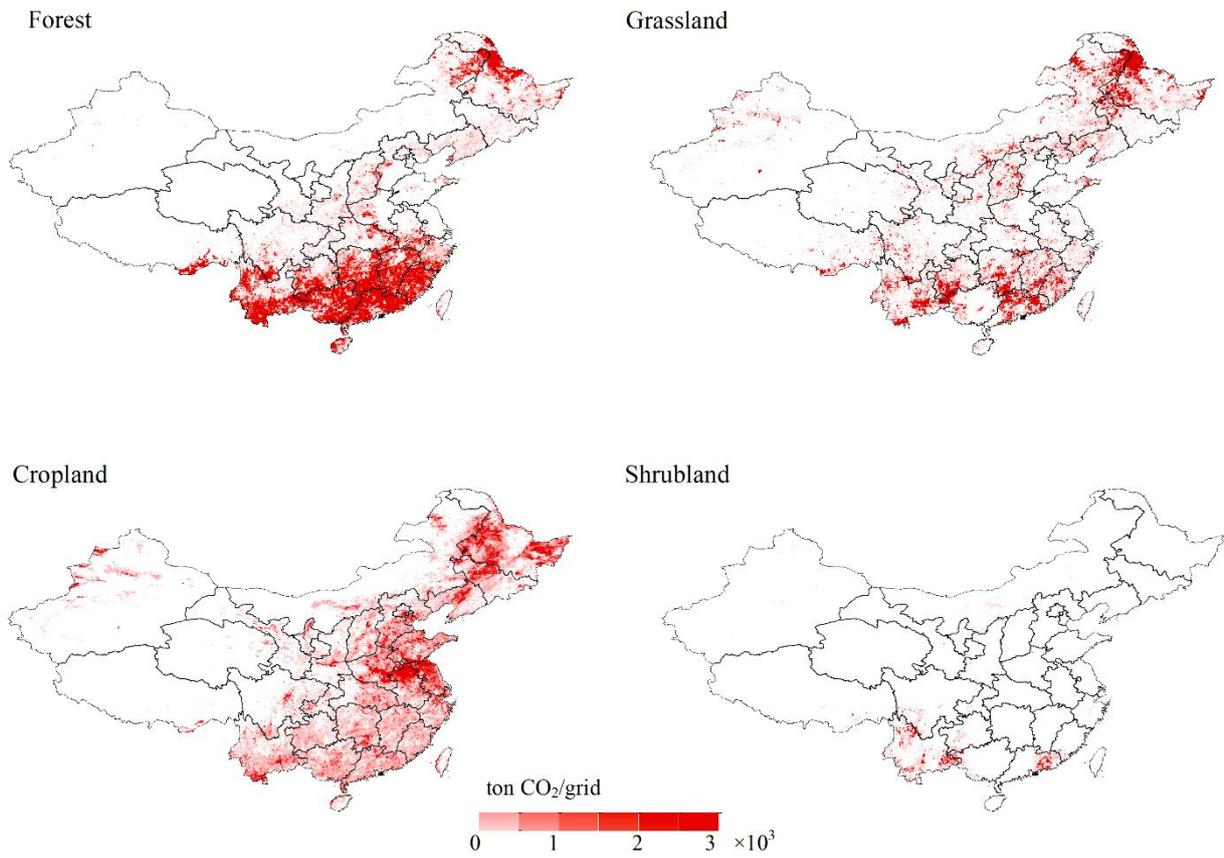 Forest
Grassland
Cropland
Shrubland
ton CO₂/grid
0 1 2 3 ×10³